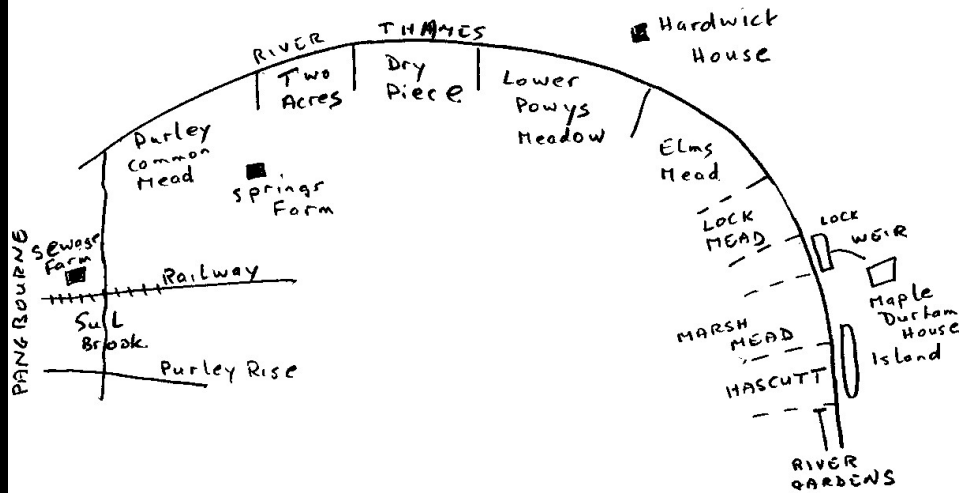 RIVER THAMES
Hardwick
House
Two
Acres
Dry
Piece
Lower
Powys
Meadow
Purley
Common
Mead
Elms
Mead
Springs
Farm
LOCK
MEAD
LOCK
WEIR
PANGBOURNE
Sewage
Farm
Railway
Maple
Durham
House
Sul
Brook.
MARSH
MEAD
Island
Purley Rise
HASCUTT
RIVER
GARDENS